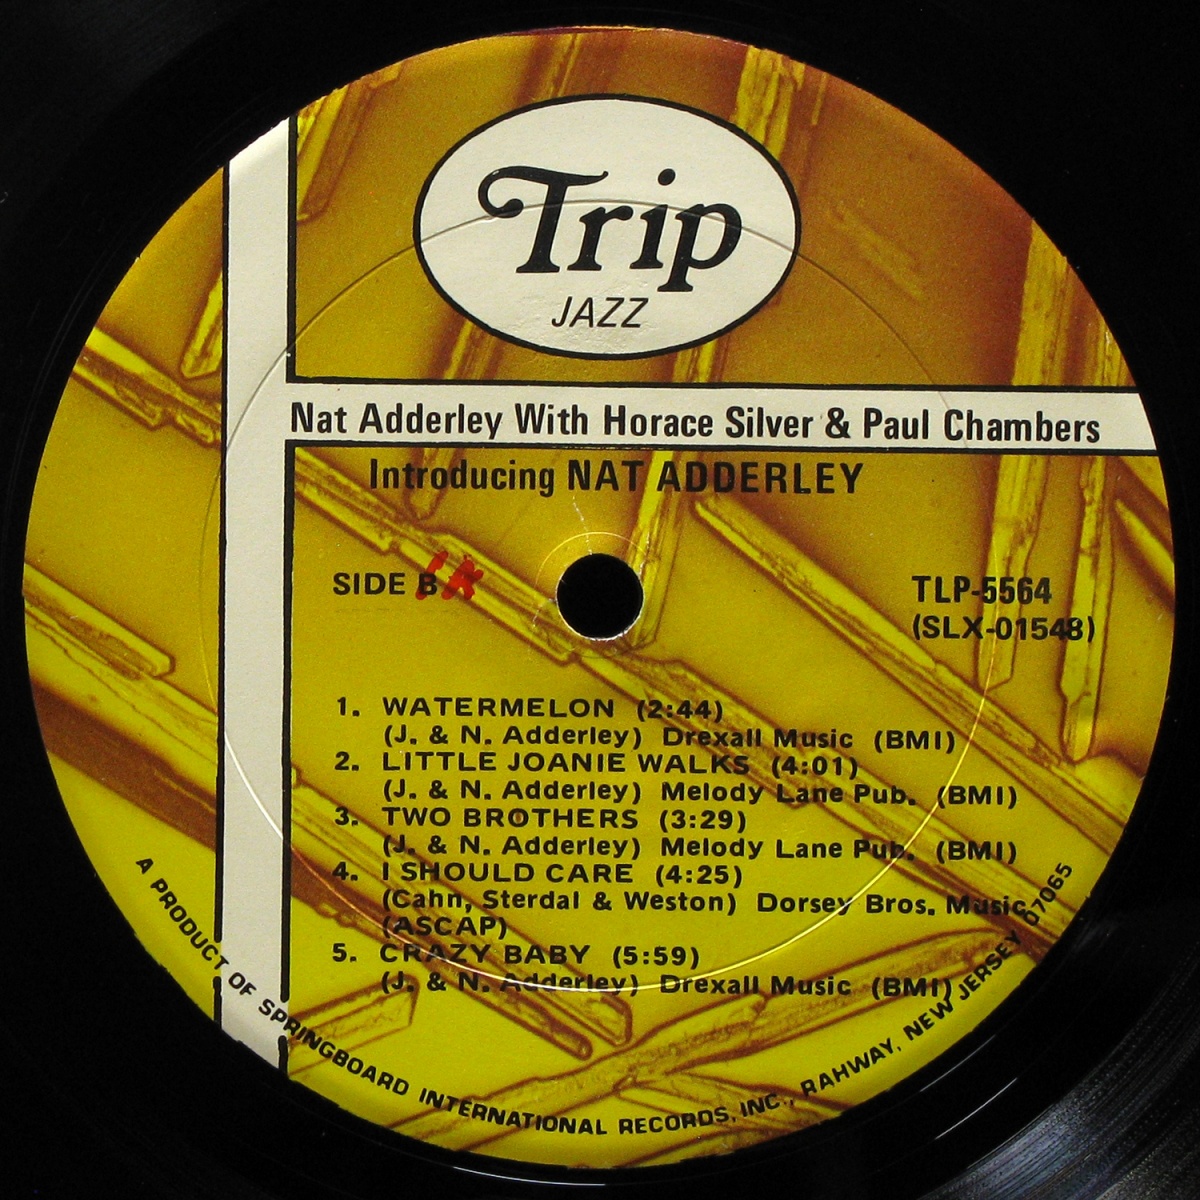 Trip
JAZZ
Nat Adderley With Horace Silver & Paul Chambers
Introducing NAT ADDERLEY
SIDE B
TLP-5564
(SLX-01548)
1. WATERMELON (2:44)
(J. & N. Adderley) Drexall Music (BMI)
2. LITTLE JOANIE WALKS (4:01)
(J. & N. Adderley) Melody Lane Pub. (BMI)
3. TWO BROTHERS (3:29)
(J. & N. Adderley) Melody Lane Pub. (BMI)
4. I SHOULD CARE (4:25)
(Cahn, Sterdal & Weston) Dorsey Bros. Music
(ASCAP)
5. CRAZY BABY (5:59)
(J. & N. Adderley) Drexall Music (BMI)
A PRODUCT OF SPRINGBOARD INTERNATIONAL RECORDS, INC., RAHWAY, NEW JERSEY 07065